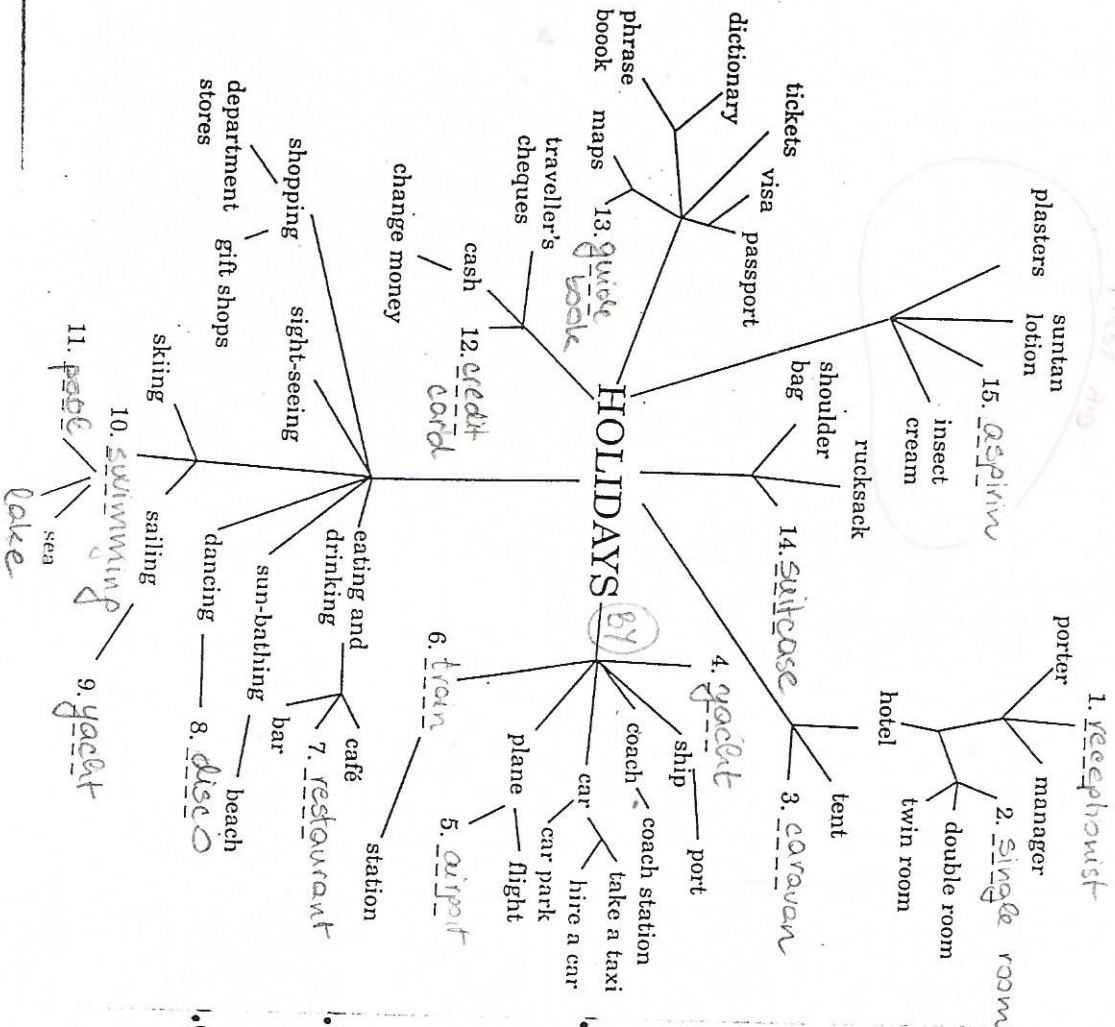 plasters
suntan
lotion
15. aspirin
insect
cream
dictionary
phrase
boook
tickets
visa
passport
maps
13. guide
book
traveller's
cheques
cash
change money
12. credit
card
shoulder
bag
rucksack
14. suitcase
1. receptionist
porter
manager
2. single room
double room
twin room
hotel
tent
3. caravan
HOLIDAYS
BY
4. yacht
ship
port
coach
coach station
car
take a taxi
hire a car
car park
plane
flight
5. airport
6. train
station
eating and
drinking
café
7. restaurant
bar
sun-bathing
beach
dancing
8. disco
shopping
department
stores
gift shops
sight-seeing
skiing
sailing
9. yacht
10. swimming
11. pool
sea
lake